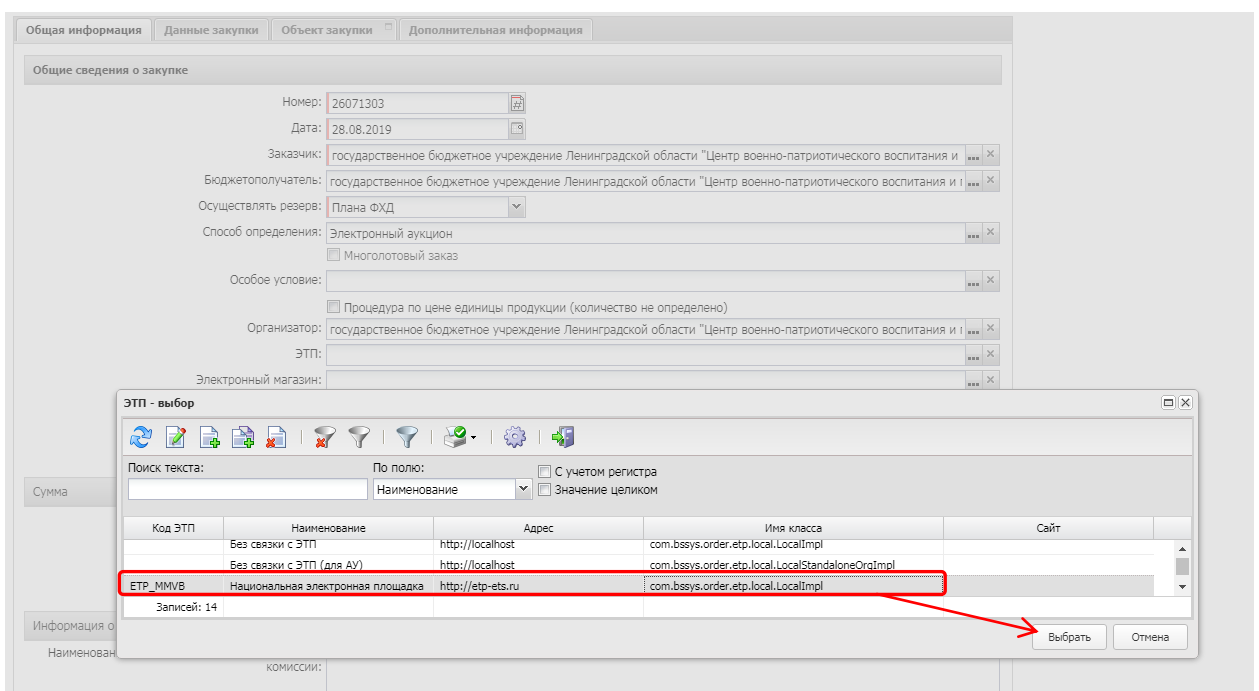 Общая информация Данные закупки Объект закупки Дополнительная информация
Общие сведения о закупке
Номер: 26071303
Дата: 28.08.2019
Заказчик: государственное бюджетное учреждение Ленинградской области "Центр военно-патриотического воспитания и
Бюджетополучатель: государственное бюджетное учреждение Ленинградской области "Центр военно-патриотического воспитания и
Осуществлять резерв: Плана ФХД
Способ определения: Электронный аукцион
Многолотовый заказ
Особое условие:
Процедура по цене единицы продукции (количество не определено)
Организатор: государственное бюджетное учреждение Ленинградской области "Центр военно-патриотического воспитания и
ЭТП:
Электронный магазин:
ЭТП - выбор
Поиск текста: По полю: С учетом регистра
Наименование Значение целиком
Сумма
Код ЭТП Наименование Адрес Имя класса Сайт
Без связки с ЭТП http://localhost com.bssys.order.etp.local.LocalImpl
Без связки с ЭТП (для АУ) http://localhost com.bssys.order.etp.local.LocalStandaloneOrgImpl
ETP_MMVB Национальная электронная площадка http://etp-ets.ru com.bssys.order.etp.local.LocalImpl
Записей: 14
Информация о
Выбрать Отмена
Наименован
комиссии: